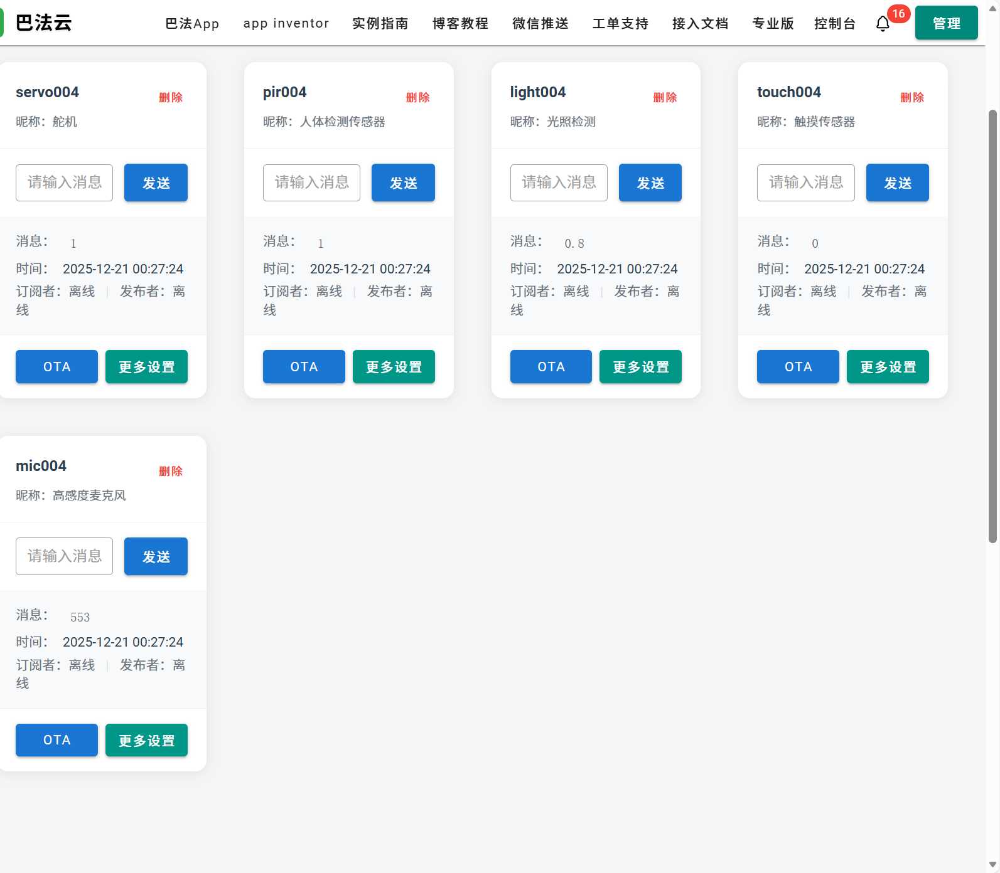 巴法云
巴法App app inventor 实例指南 博客教程 微信推送 工单支持 接入文档 专业版 控制台 16 管理
servo004
删除
昵称：舵机
请输入消息 发送
消息： 1
时间： 2025-12-21 00:27:24
订阅者：离线 | 发布者：离
线
OTA 更多设置
pir004
删除
昵称：人体检测传感器
请输入消息 发送
消息： 1
时间： 2025-12-21 00:27:24
订阅者：离线 | 发布者：离
线
OTA 更多设置
light004
删除
昵称：光照检测
请输入消息 发送
消息： 0.8
时间： 2025-12-21 00:27:24
订阅者：离线 | 发布者：离
线
OTA 更多设置
touch004
删除
昵称：触摸传感器
请输入消息 发送
消息： 0
时间： 2025-12-21 00:27:24
订阅者：离线 | 发布者：离
线
OTA 更多设置
mic004
删除
昵称：高感度麦克风
请输入消息 发送
消息： 553
时间： 2025-12-21 00:27:24
订阅者：离线 | 发布者：离
线
OTA 更多设置